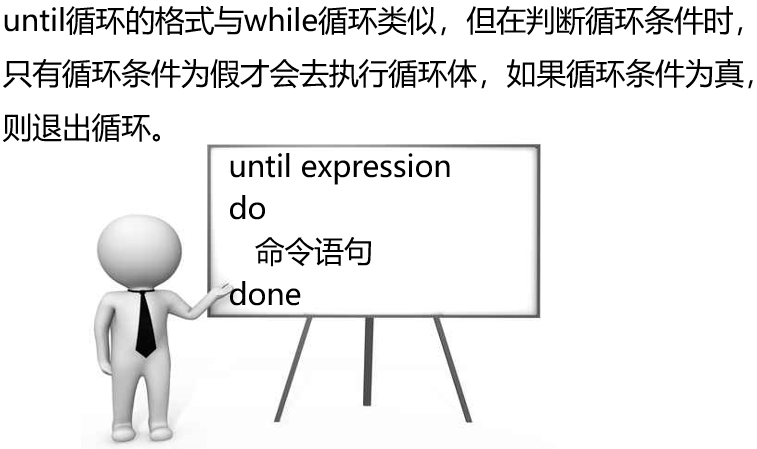 until循环的格式与while循环类似，但在判断循环条件时，
只有循环条件为假才会去执行循环体，如果循环条件为真，
则退出循环。
until expression
do
命令语句
done